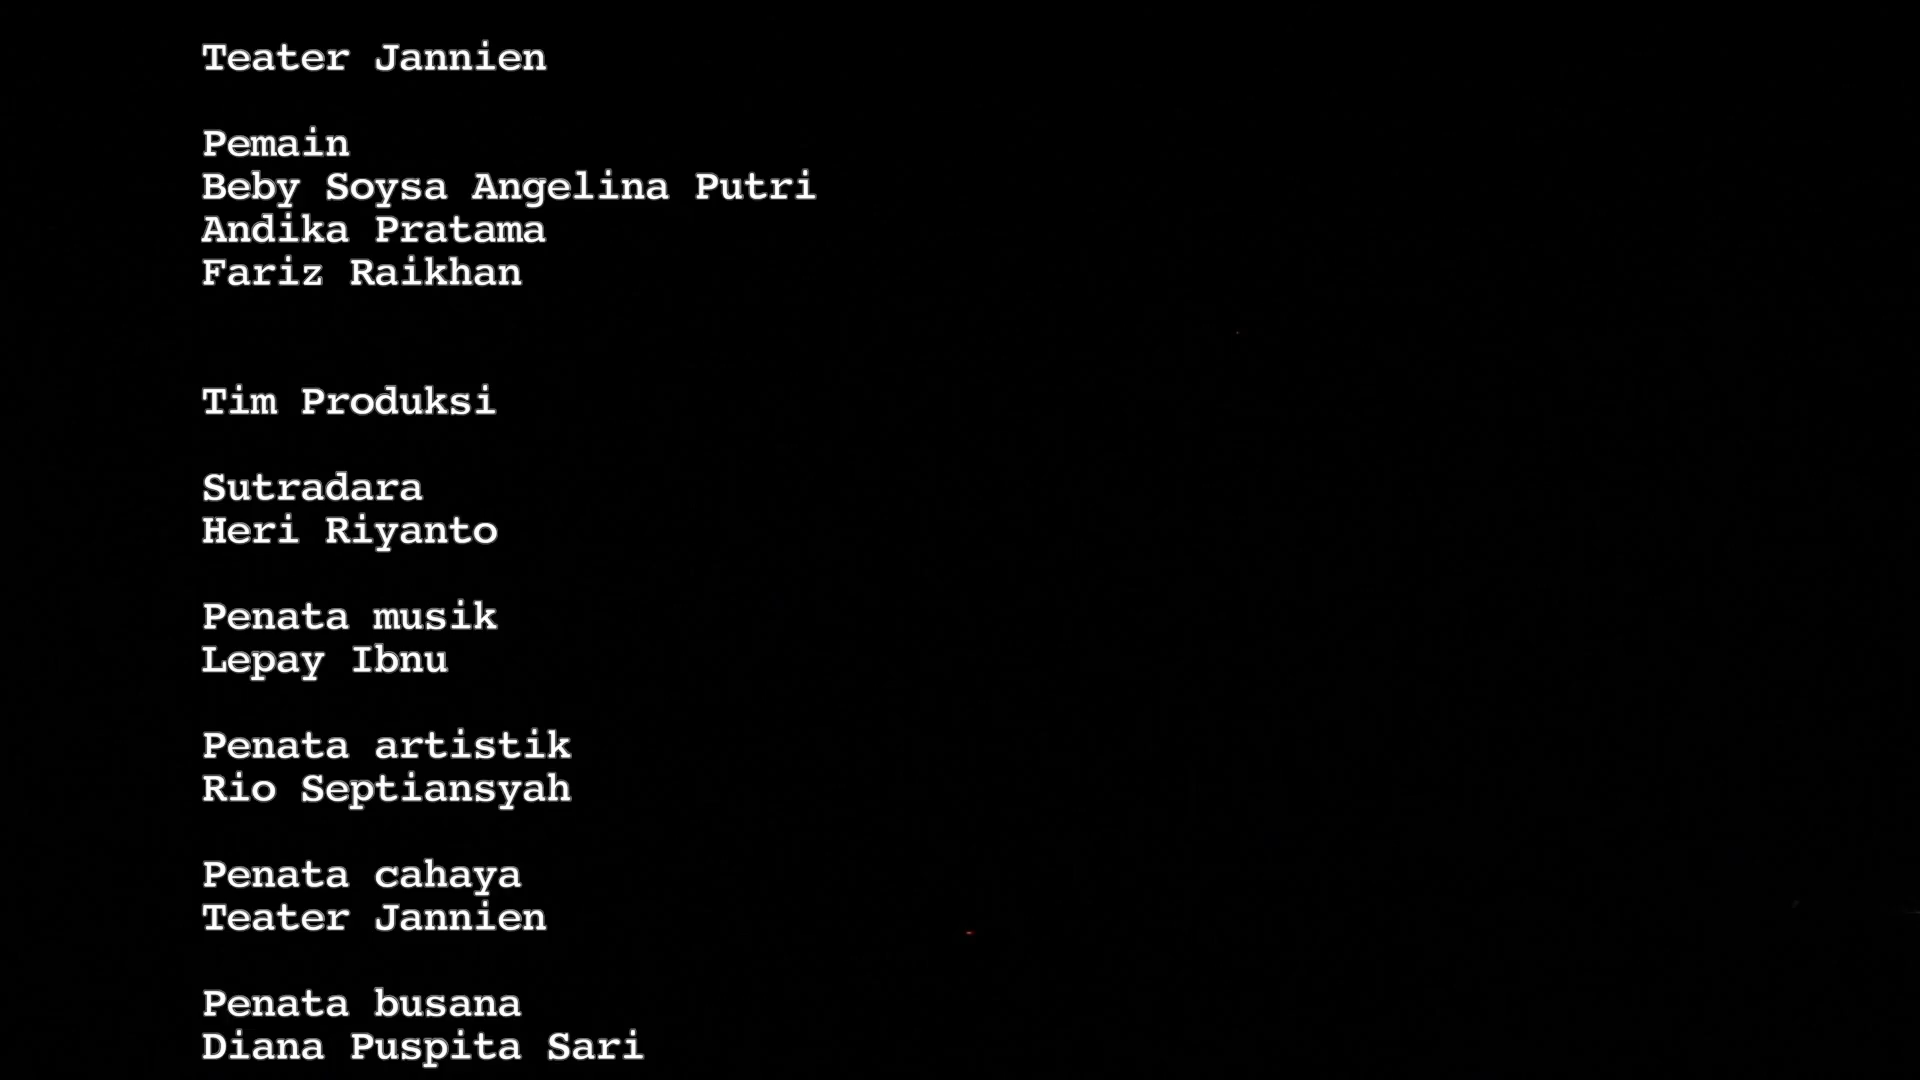 Teater Jannien
Pemain
Beby Soysa Angelina Putri
Andika Pratama
Fariz Raikhan
Tim Produksi
Sutradara
Heri Riyanto
Penata musik
Lepay Ibnu
Penata artistik
Rio Septiansyah
Penata cahaya
Teater Jannien
Penata busana
Diana Puspita Sari